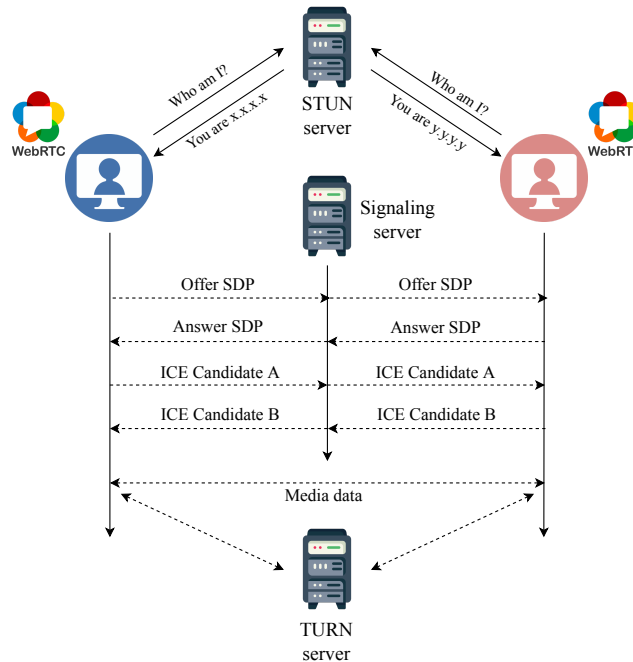 Who am I?
You are x.x.x.x
STUN
server
Who am I?
You are y.y.y.y
WebRTC
WebRT
Signaling
server
Offer SDP
Offer SDP
Answer SDP
Answer SDP
ICE Candidate A
ICE Candidate A
ICE Candidate B
ICE Candidate B
Media data
TURN
server